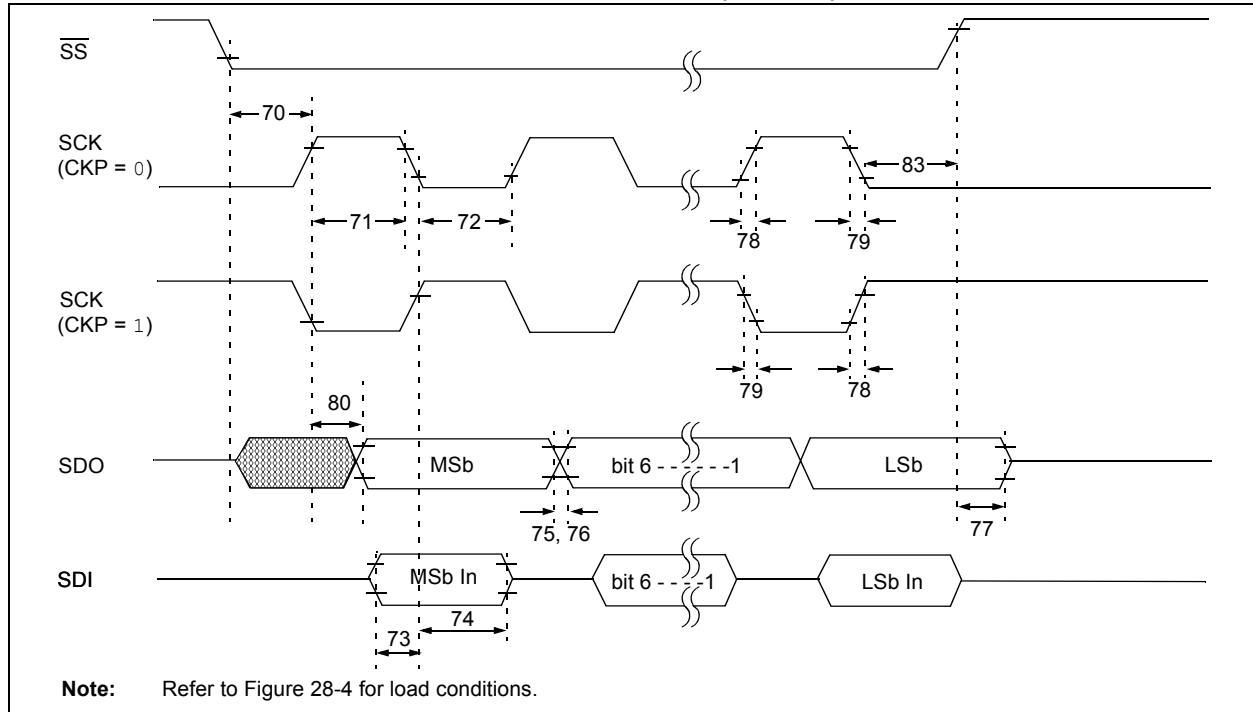 SS
70
SCK
(CKP = 0)
83
71
72
78
79
SCK
(CKP = 1)
79
78
80
SDO
MSb
bit 6 - - - - - -1
LSb
75, 76
77
SDI
MSb In
bit 6 - - - -1
LSb In
74
73
Note: Refer to Figure 28-4 for load conditions.